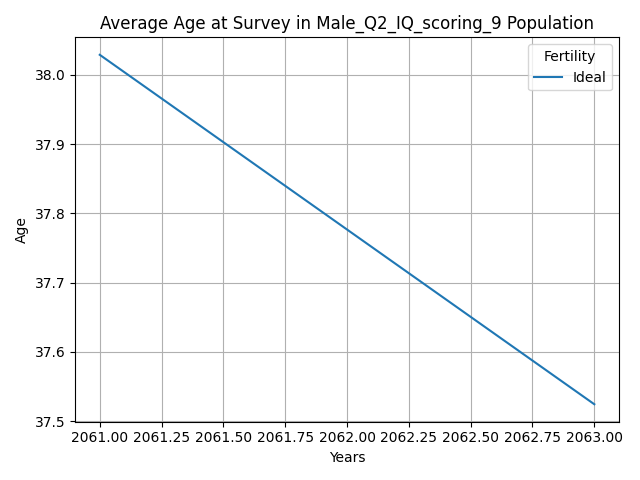 Average Age at Survey in Male_Q2_IQ_scoring_9 Population
Fertility
Ideal
38.0
37.9
37.8
37.7
37.6
37.5
Age
2061.00 2061.25 2061.50 2061.75 2062.00 2062.25 2062.50 2062.75 2063.00
Years